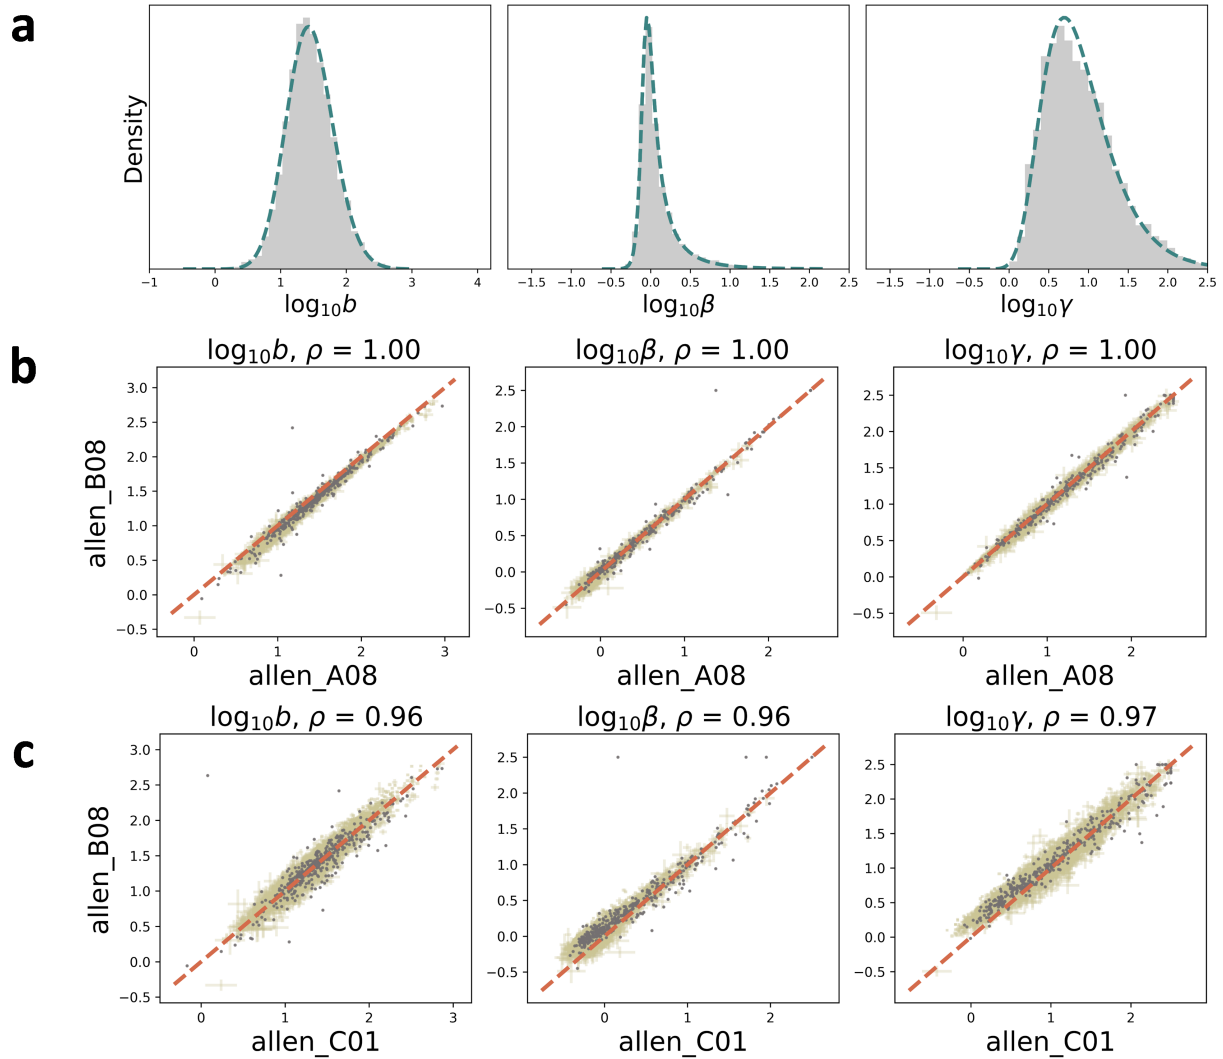 a
Density
−1 0 1 2 3 4
log₁₀b
−1.5 −1.0 −0.5 0.0 0.5 1.0 1.5 2.0 2.5
log₁₀β
−1.5 −1.0 −0.5 0.0 0.5 1.0 1.5 2.0 2.5
log₁₀γ
b
log₁₀b, ρ = 1.00
log₁₀β, ρ = 1.00
log₁₀γ, ρ = 1.00
allen_B08
3.0
2.5
2.0
1.5
1.0
0.5
0.0
−0.5
0 1 2 3
allen_A08
2.5
2.0
1.5
1.0
0.5
0.0
−0.5
0 1 2
allen_A08
2.5
2.0
1.5
1.0
0.5
0.0
−0.5
0 1 2
allen_A08
c
log₁₀b, ρ = 0.96
log₁₀β, ρ = 0.96
log₁₀γ, ρ = 0.97
allen_B08
3.0
2.5
2.0
1.5
1.0
0.5
0.0
−0.5
0 1 2 3
allen_C01
2.5
2.0
1.5
1.0
0.5
0.0
−0.5
0 1 2
allen_C01
2.5
2.0
1.5
1.0
0.5
0.0
−0.5
0 1 2
allen_C01